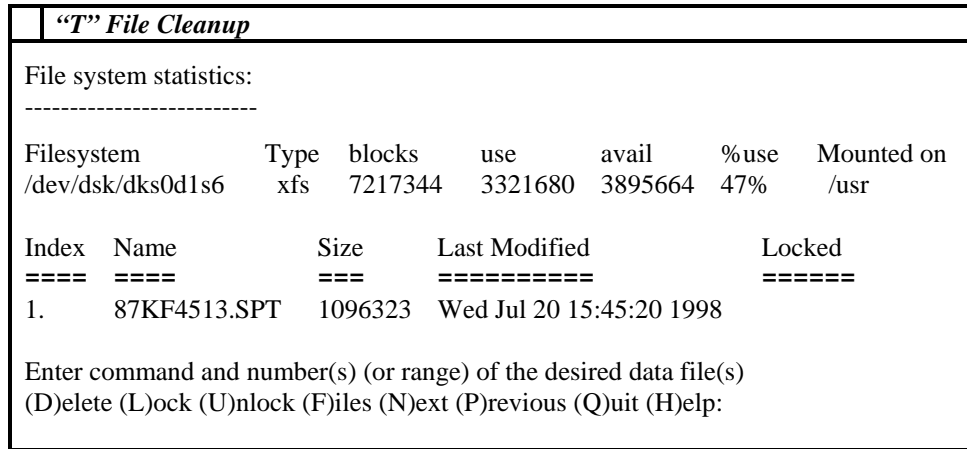 “T” File Cleanup
File system statistics:
--------------------------
Filesystem Type blocks use avail %use Mounted on
/dev/dsk/dks0d1s6 xfs 7217344 3321680 3895664 47% /usr
Index Name Size Last Modified Locked
==== ==== === ========== ======
1. 87KF4513.SPT 1096323 Wed Jul 20 15:45:20 1998
Enter command and number(s) (or range) of the desired data file(s)
(D)elete (L)ock (U)nlock (F)iles (N)ext (P)revious (Q)uit (H)elp: